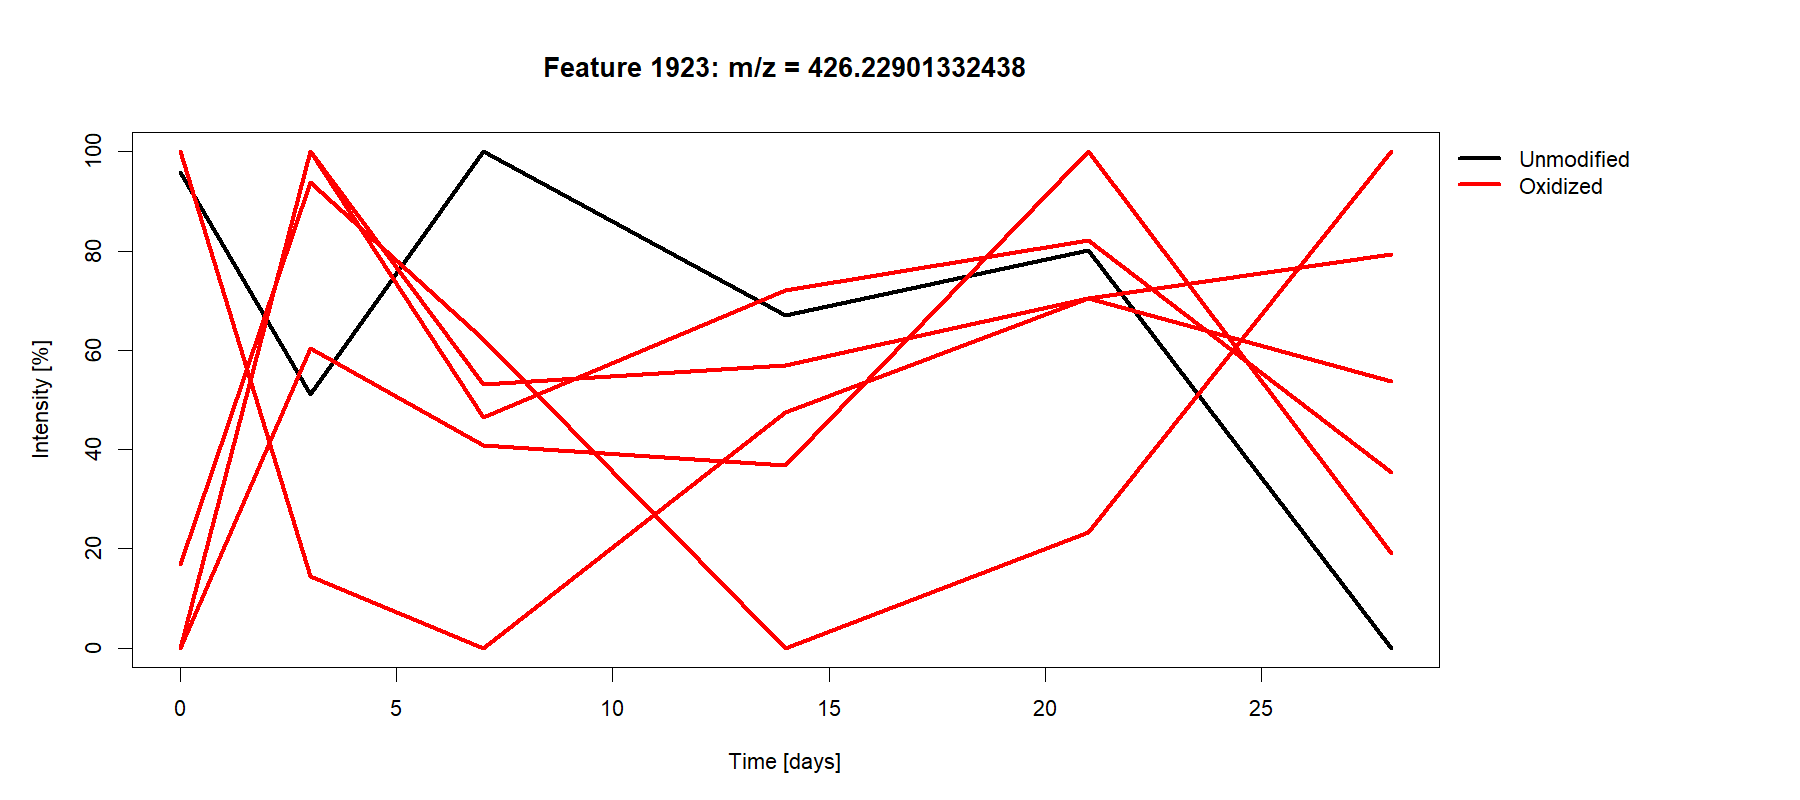 Feature 1923: m/z = 426.22901332438
Unmodified
Oxidized
Intensity [%]
100
80
60
40
20
0
0 5 10 15 20 25
Time [days]